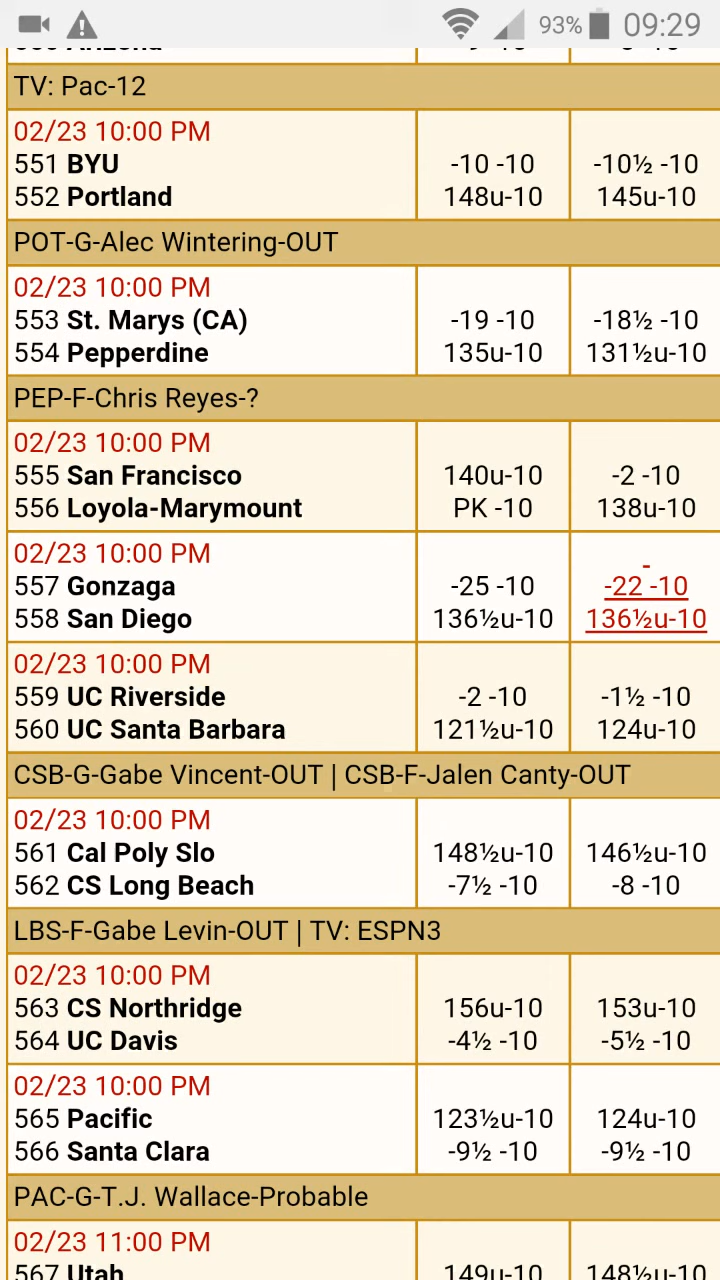 93% 09:29
TV: Pac-12
02/23 10:00 PM
551 BYU -10 -10 -10½ -10
552 Portland 148u-10 145u-10
POT-G-Alec Wintering-OUT
02/23 10:00 PM
553 St. Marys (CA) -19 -10 -18½ -10
554 Pepperdine 135u-10 131½u-10
PEP-F-Chris Reyes-?
02/23 10:00 PM
555 San Francisco 140u-10 -2 -10
556 Loyola-Marymount PK -10 138u-10
02/23 10:00 PM -
557 Gonzaga -25 -10 -22 -10
558 San Diego 136½u-10 136½u-10
02/23 10:00 PM
559 UC Riverside -2 -10 -1½ -10
560 UC Santa Barbara 121½u-10 124u-10
CSB-G-Gabe Vincent-OUT | CSB-F-Jalen Canty-OUT
02/23 10:00 PM
561 Cal Poly Slo 148½u-10 146½u-10
562 CS Long Beach -7½ -10 -8 -10
LBS-F-Gabe Levin-OUT | TV: ESPN3
02/23 10:00 PM
563 CS Northridge 156u-10 153u-10
564 UC Davis -4½ -10 -5½ -10
02/23 10:00 PM
565 Pacific 123½u-10 124u-10
566 Santa Clara -9½ -10 -9½ -10
PAC-G-T.J. Wallace-Probable
02/23 11:00 PM
567 Utah 149u-10 148½u-10